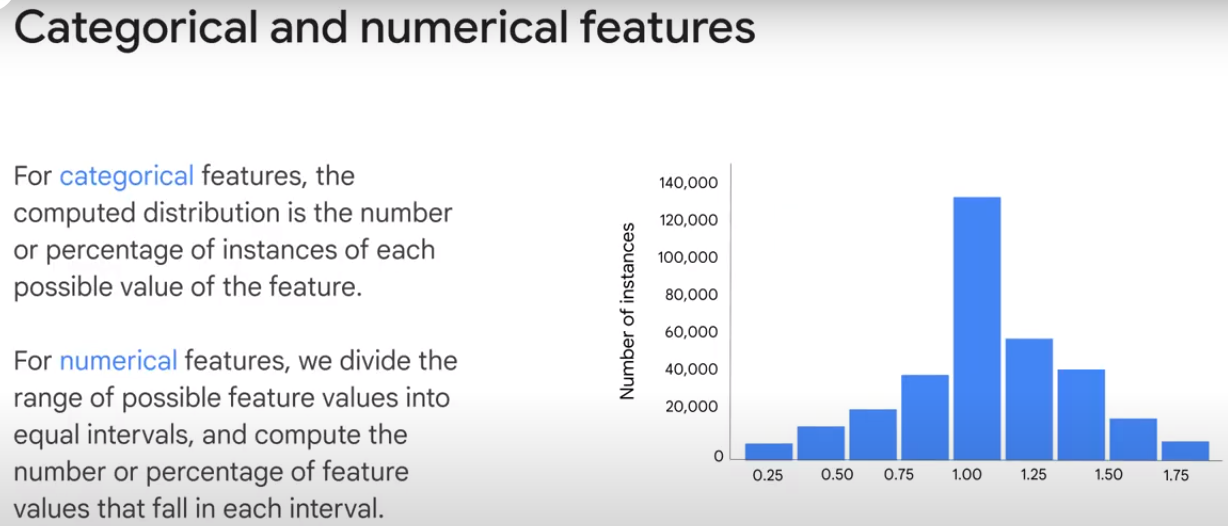 Categorical and numerical features
For categorical features, the
computed distribution is the number
or percentage of instances of each
possible value of the feature.
For numerical features, we divide the
range of possible feature values into
equal intervals, and compute the
number or percentage of feature
values that fall in each interval.
Number of instances
140,000
120,000
100,000
80,000
60,000
40,000
20,000
0
0.25 0.50 0.75 1.00 1.25 1.50 1.75